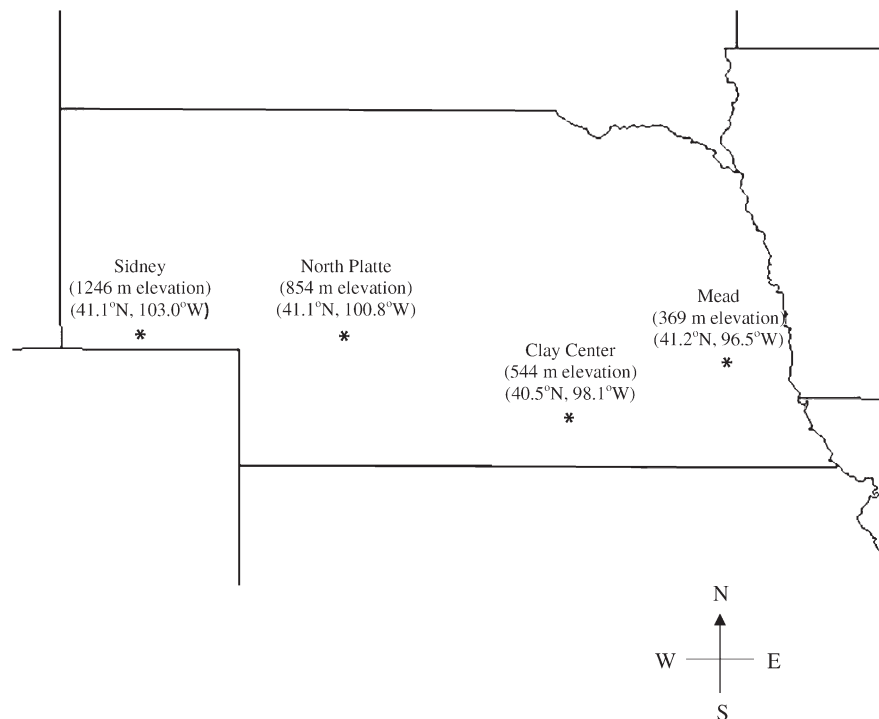 Sidney
(1246 m elevation)
(41.1°N, 103.0°W)
North Platte
(854 m elevation)
(41.1°N, 100.8°W)
Mead
(369 m elevation)
(41.2°N, 96.5°W)
Clay Center
(544 m elevation)
(40.5°N, 98.1°W)
N
W E
S